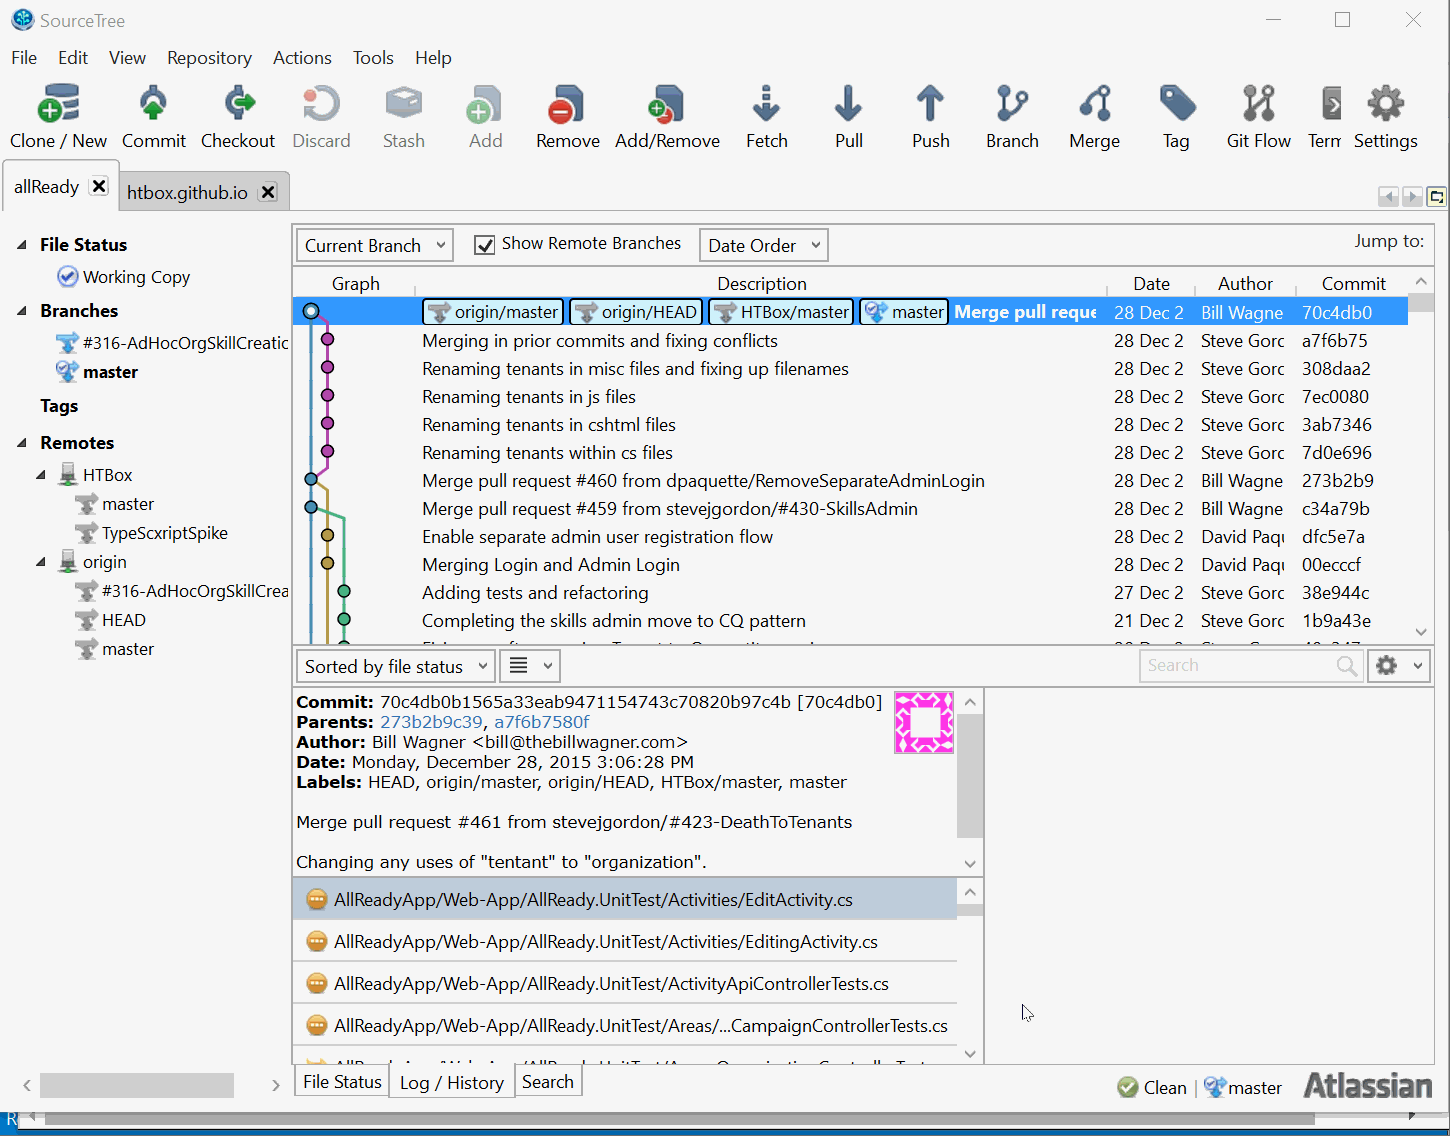 SourceTree
File Edit View Repository Actions Tools Help
Clone / New Commit Checkout Discard Stash Add Remove Add/Remove Fetch Pull Push Branch Merge Tag Git Flow Term Settings
allReady htbox.github.io
File Status
Working Copy
Branches
#316-AdHocOrgSkillCreatic
master
Tags
Remotes
HTBox
master
TypeScxriptSpike
origin
#316-AdHocOrgSkillCrea
HEAD
master
Current Branch Show Remote Branches Date Order Jump to:
Graph Description Date Author Commit
origin/master origin/HEAD HTBox/master master Merge pull reque 28 Dec 2 Bill Wagne 70c4db0
Merging in prior commits and fixing conflicts 28 Dec 2 Steve Gorc a7f6b75
Renaming tenants in misc files and fixing up filenames 28 Dec 2 Steve Gorc 308daa2
Renaming tenants in js files 28 Dec 2 Steve Gorc 7ec0080
Renaming tenants in cshtml files 28 Dec 2 Steve Gorc 3ab7346
Renaming tenants within cs files 28 Dec 2 Steve Gorc 7d0e696
Merge pull request #460 from dpaquette/RemoveSeparateAdminLogin 28 Dec 2 Bill Wagne 273b2b9
Merge pull request #459 from stevejgordon/#430-SkillsAdmin 28 Dec 2 Bill Wagne c34a79b
Enable separate admin user registration flow 28 Dec 2 David Paqu dfc5e7a
Merging Login and Admin Login 28 Dec 2 David Paqu 00ecccf
Adding tests and refactoring 27 Dec 2 Steve Gorc 38e944c
Completing the skills admin move to CQ pattern 21 Dec 2 Steve Gorc 1b9a43e
Sorted by file status Search
Commit: 70c4db0b1565a33eab9471154743c70820b97c4b [70c4db0]
Parents: 273b2b9c39, a7f6b7580f
Author: Bill Wagner <bill@thebillwagner.com>
Date: Monday, December 28, 2015 3:06:28 PM
Labels: HEAD, origin/master, origin/HEAD, HTBox/master, master
Merge pull request #461 from stevejgordon/#423-DeathToTenants
Changing any uses of "tentant" to "organization".
AllReadyApp/Web-App/AllReady.UnitTest/Activities/EditActivity.cs
AllReadyApp/Web-App/AllReady.UnitTest/Activities/EditingActivity.cs
AllReadyApp/Web-App/AllReady.UnitTest/ActivityApiControllerTests.cs
AllReadyApp/Web-App/AllReady.UnitTest/Areas/...CampaignControllerTests.cs
File Status Log / History Search
Clean master Atlassian
R